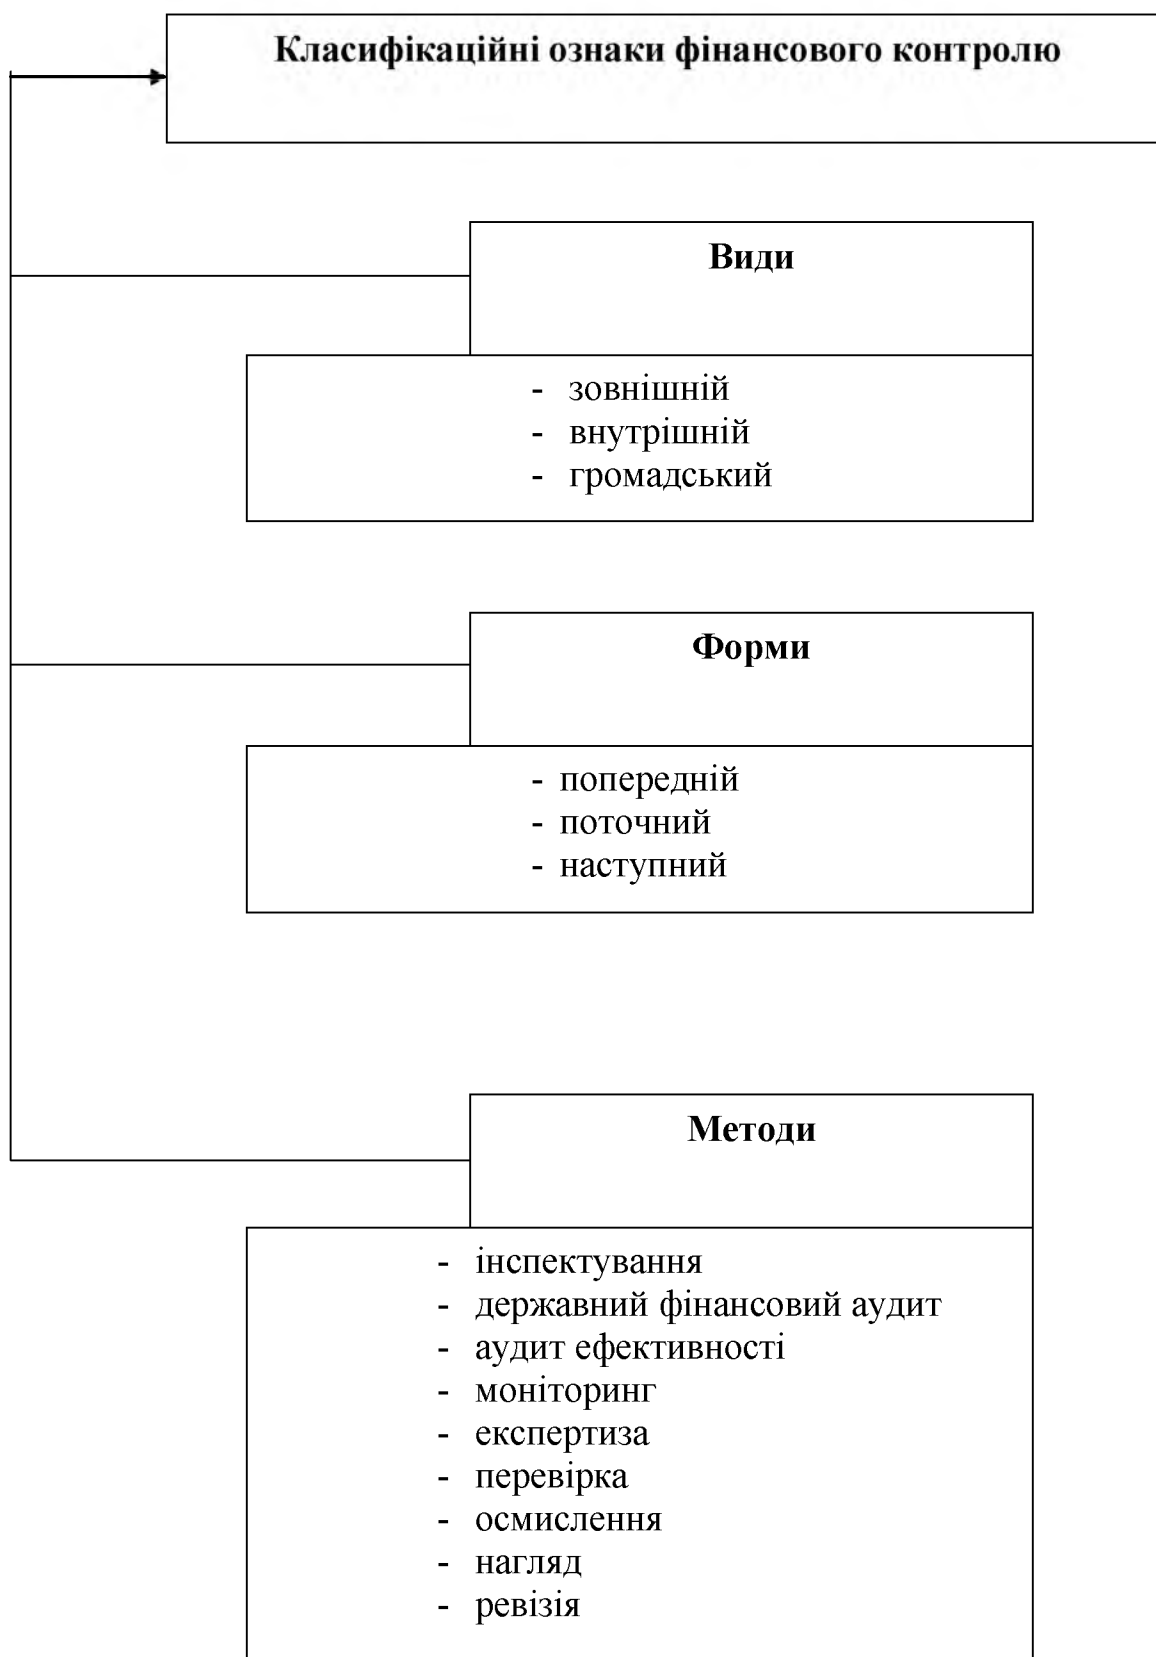 Класифікаційні ознаки фінансового контролю
Види
- зовнішній
- внутрішній
- громадський
Форми
- попередній
- поточний
- наступний
Методи
- інспектування
- державний фінансовий аудит
- аудит ефективності
- моніторинг
- експертиза
- перевірка
- осмислення
- нагляд
- ревізія